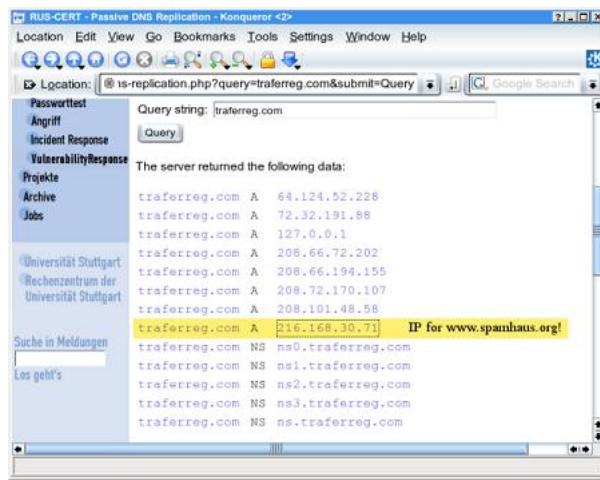 RUS-CERT - Passive DNS Replication - Konqueror <2>
Location Edit View Go Bookmarks Tools Settings Window Help
Location: is-replication.php?query=traferreg.com&submit=Query Google Search
Passworttest
Angriff
Incident Response
VulnerabilityResponse
Projekte
Archive
Jobs
Universität Stuttgart
Rechenzentrum der
Universität Stuttgart
Suche in Meldungen
Los geht's
Query string: traferreg.com
Query
The server returned the following data:
traferreg.com A 64.124.52.228
traferreg.com A 72.32.191.88
traferreg.com A 127.0.0.1
traferreg.com A 208.66.72.202
traferreg.com A 208.66.194.155
traferreg.com A 208.72.170.107
traferreg.com A 208.101.48.58
traferreg.com A 216.168.30.71 IP for www.spamhaus.org!
traferreg.com NS ns0.traferreg.com
traferreg.com NS ns1.traferreg.com
traferreg.com NS ns2.traferreg.com
traferreg.com NS ns3.traferreg.com
traferreg.com NS ns.traferreg.com